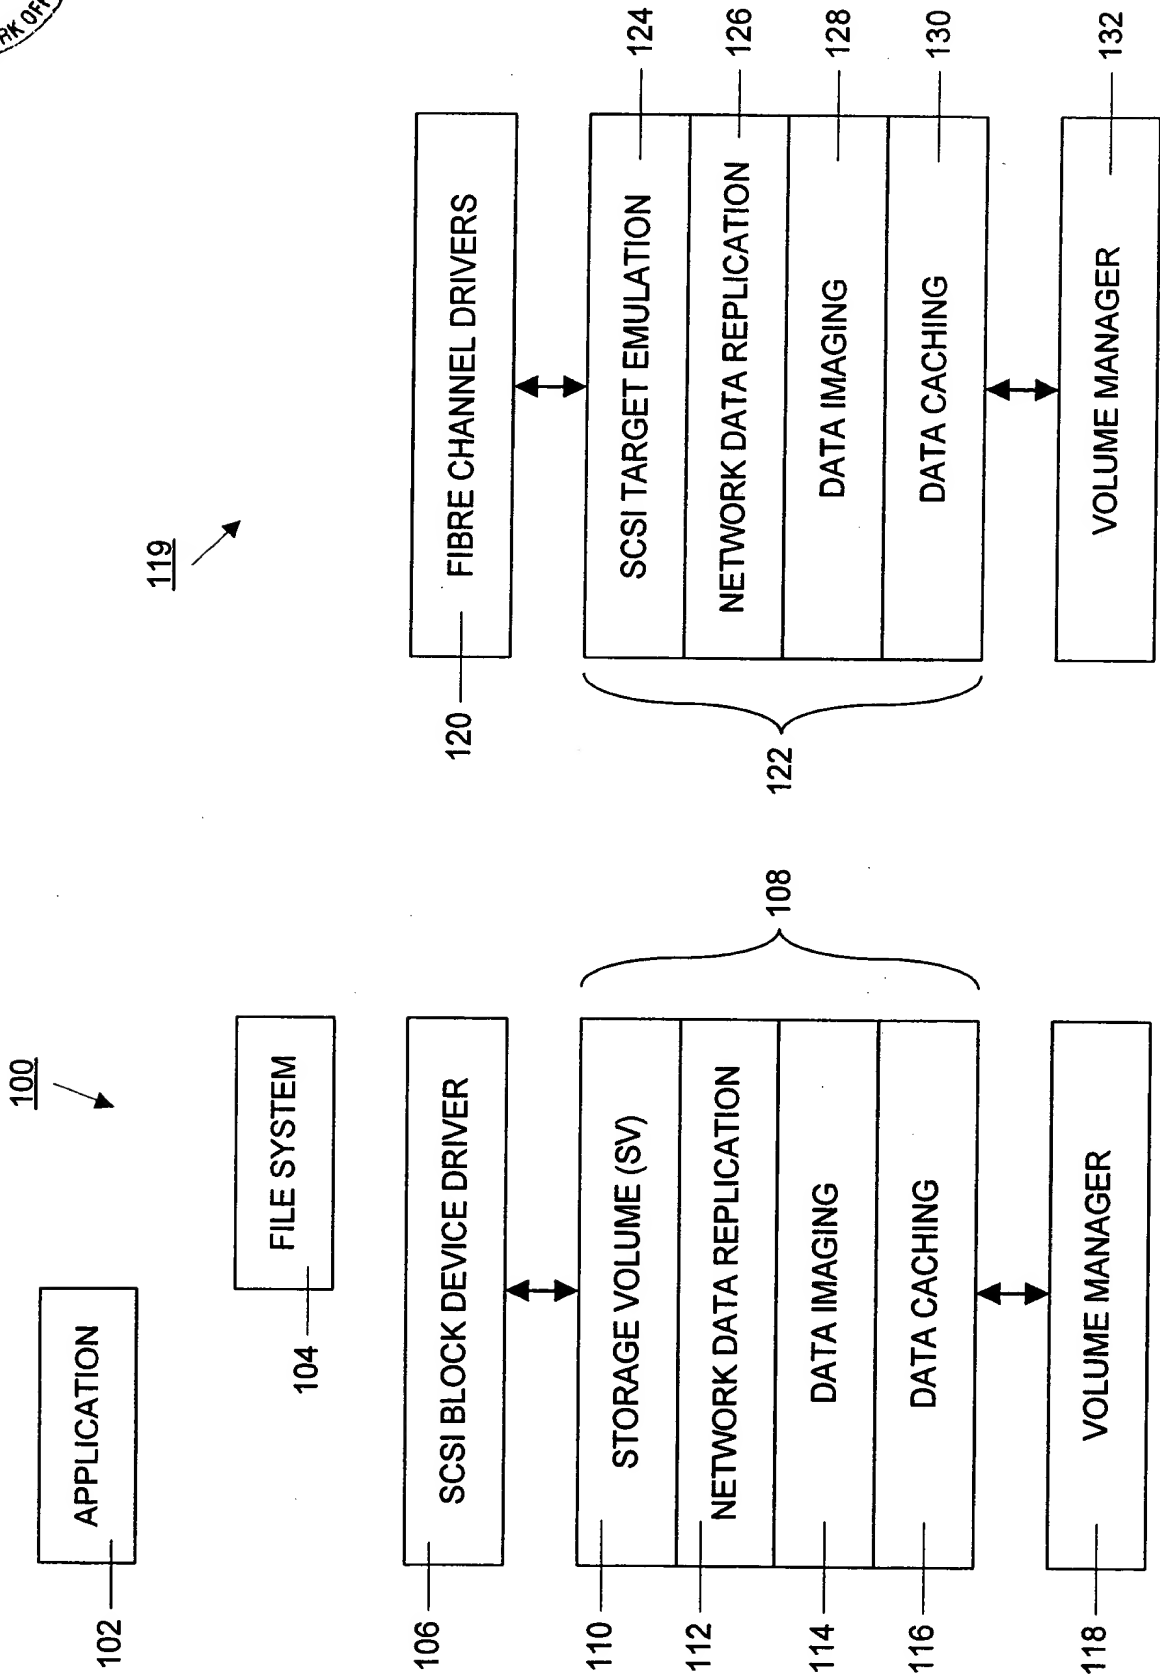 RK OFF
100
APPLICATION
102
FILE SYSTEM
104
SCSI BLOCK DEVICE DRIVER
106
STORAGE VOLUME (SV)
110
NETWORK DATA REPLICATION
112
DATA IMAGING
114
DATA CACHING
116
108
VOLUME MANAGER
118
119
FIBRE CHANNEL DRIVERS
120
SCSI TARGET EMULATION
124
NETWORK DATA REPLICATION
126
DATA IMAGING
128
DATA CACHING
130
122
VOLUME MANAGER
132